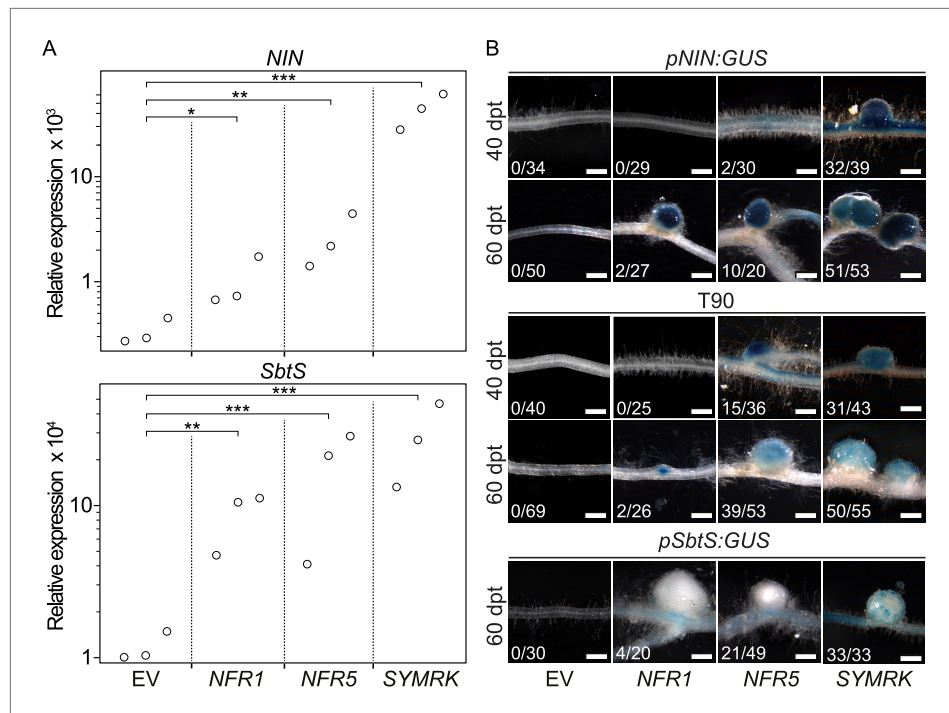 A
NIN
Relative expression x 10³
10
1
***
**
*
SbtS
Relative expression x 10⁴
10
1
***
***
**
EV NFR1 NFR5 SYMRK
B
pNIN:GUS
40 dpt
0/34 0/29 2/30 32/39
60 dpt
0/50 2/27 10/20 51/53
T90
40 dpt
0/40 0/25 15/36 31/43
60 dpt
0/69 2/26 39/53 50/55
pSbtS:GUS
60 dpt
0/30 4/20 21/49 33/33
EV NFR1 NFR5 SYMRK